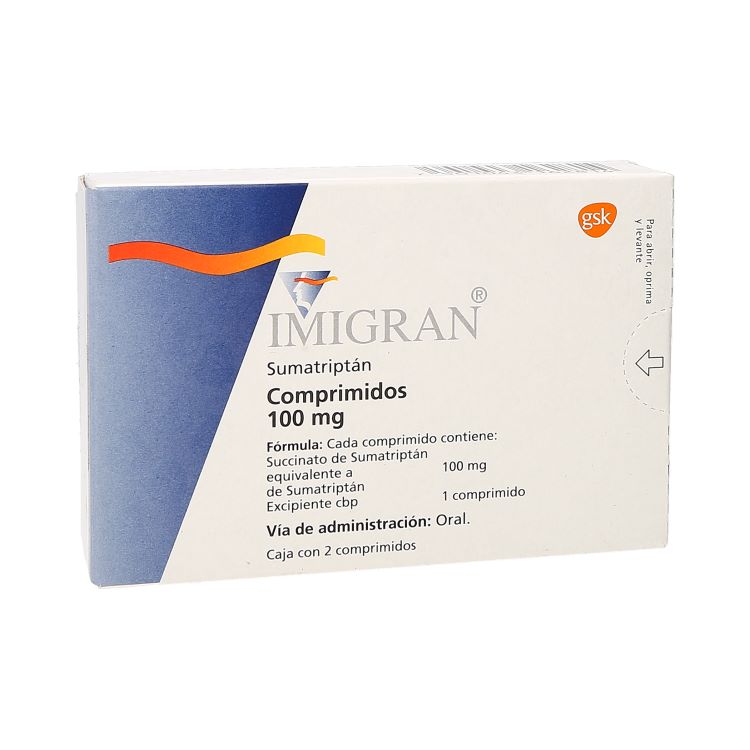 gsk
Para abrir, oprima
y levante
IMIGRAN®
Sumatriptán
Comprimidos
100 mg
Fórmula: Cada comprimido contiene:
Succinato de Sumatriptán
equivalente a 100 mg
de Sumatriptán
Excipiente cbp 1 comprimido
Vía de administración: Oral.
Caja con 2 comprimidos